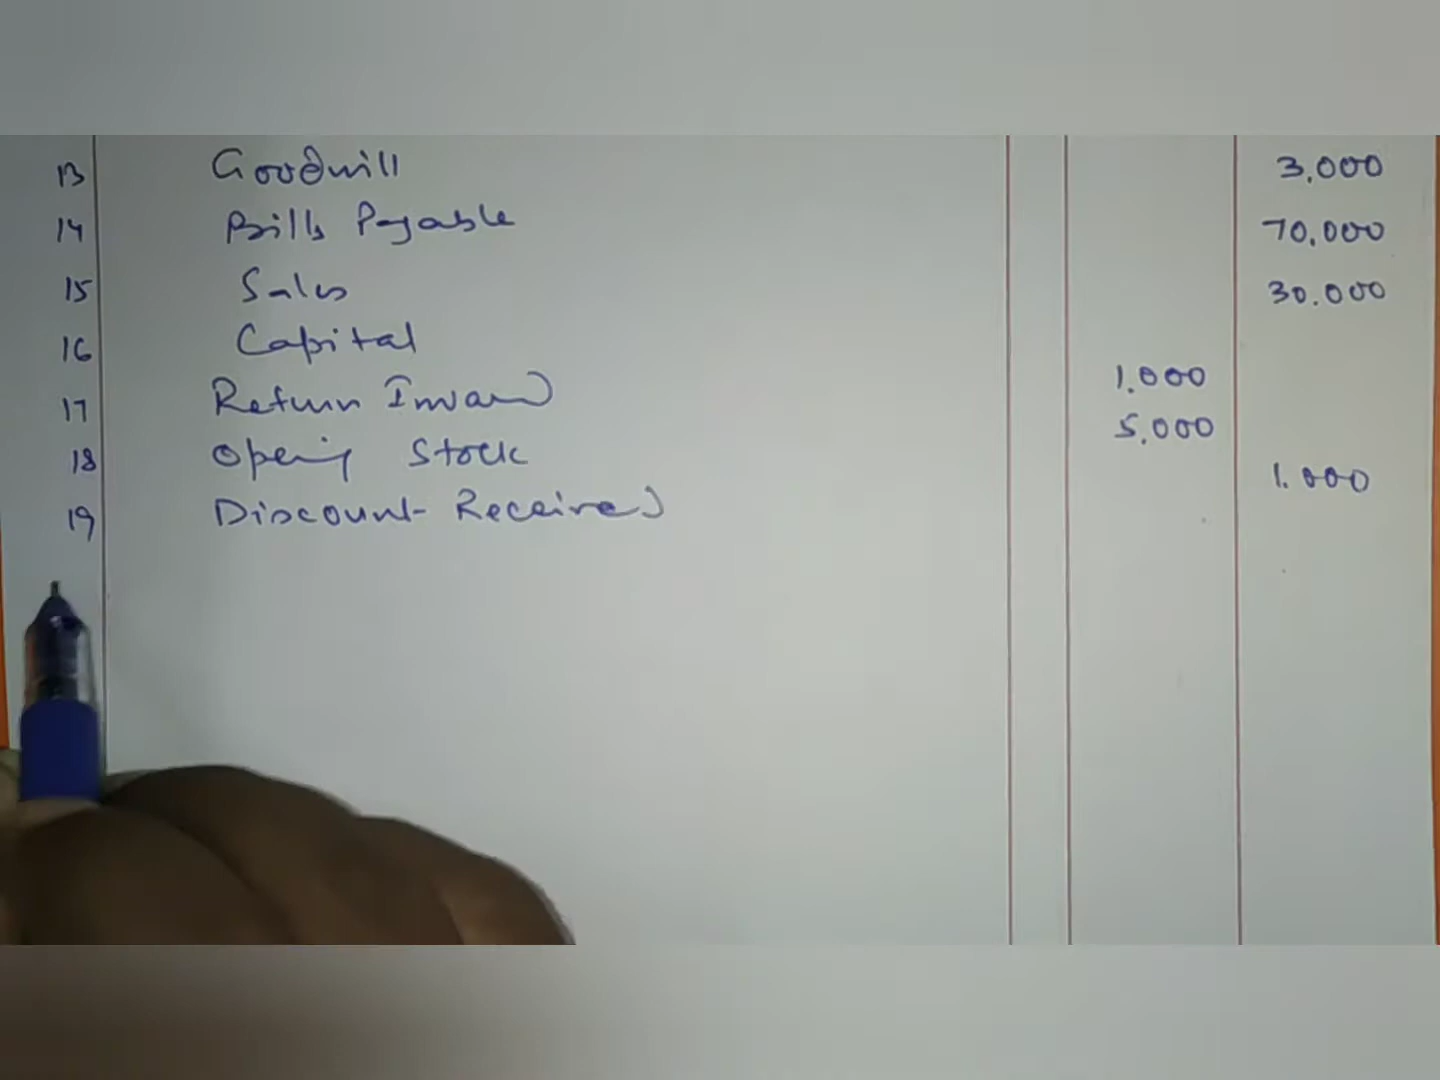 13 Goodwill 3,000
14 Bills Payable 70,000
15 Sales 30.000
16 Capital
17 Return Inward 1.000
18 Opening Stock 5,000
19 Discount Received 1.000